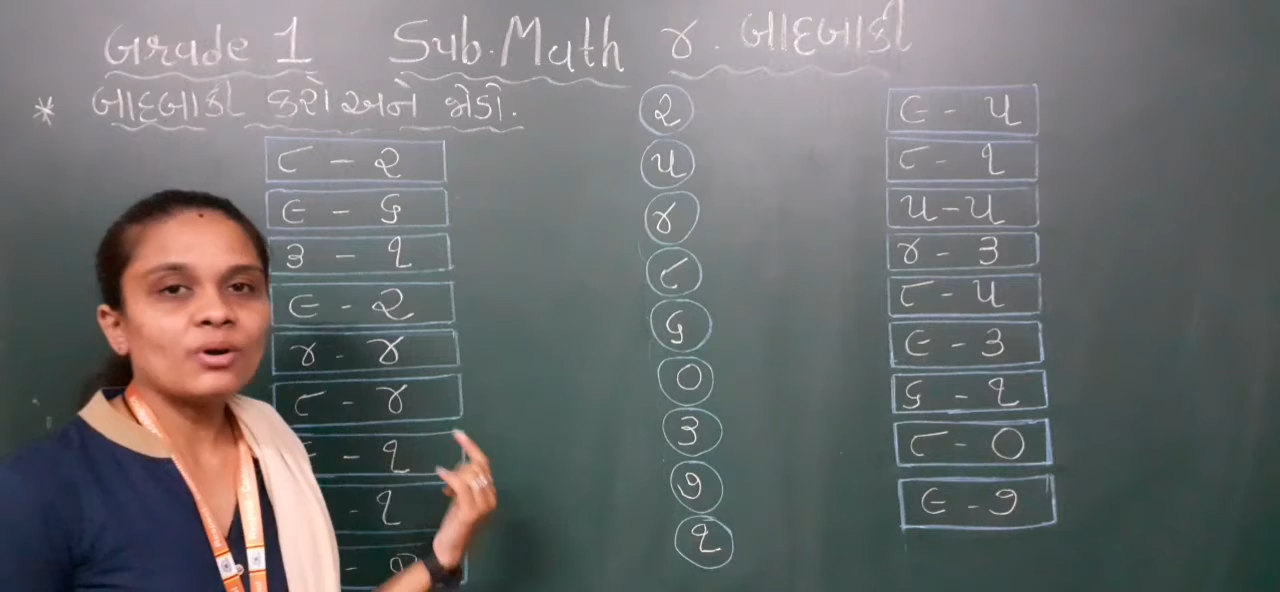 Grade 1 Sub. Math ૪. બાદબાકી
* બાદબાકી કરો અને જોડો.
૮ - ૨
૯ - ૬
૩ - ૧
૯ - ૨
૪ - ૪
૮ - ૪
- ૧
- ૧
-
૨
૫
૪
૮
૬
૦
૩
૭
૧
૯ - ૫
૮ - ૧
૫ - ૫
૪ - ૩
૮ - ૫
૯ - ૩
૬ - ૧
૮ - ૦
૯ - ૭